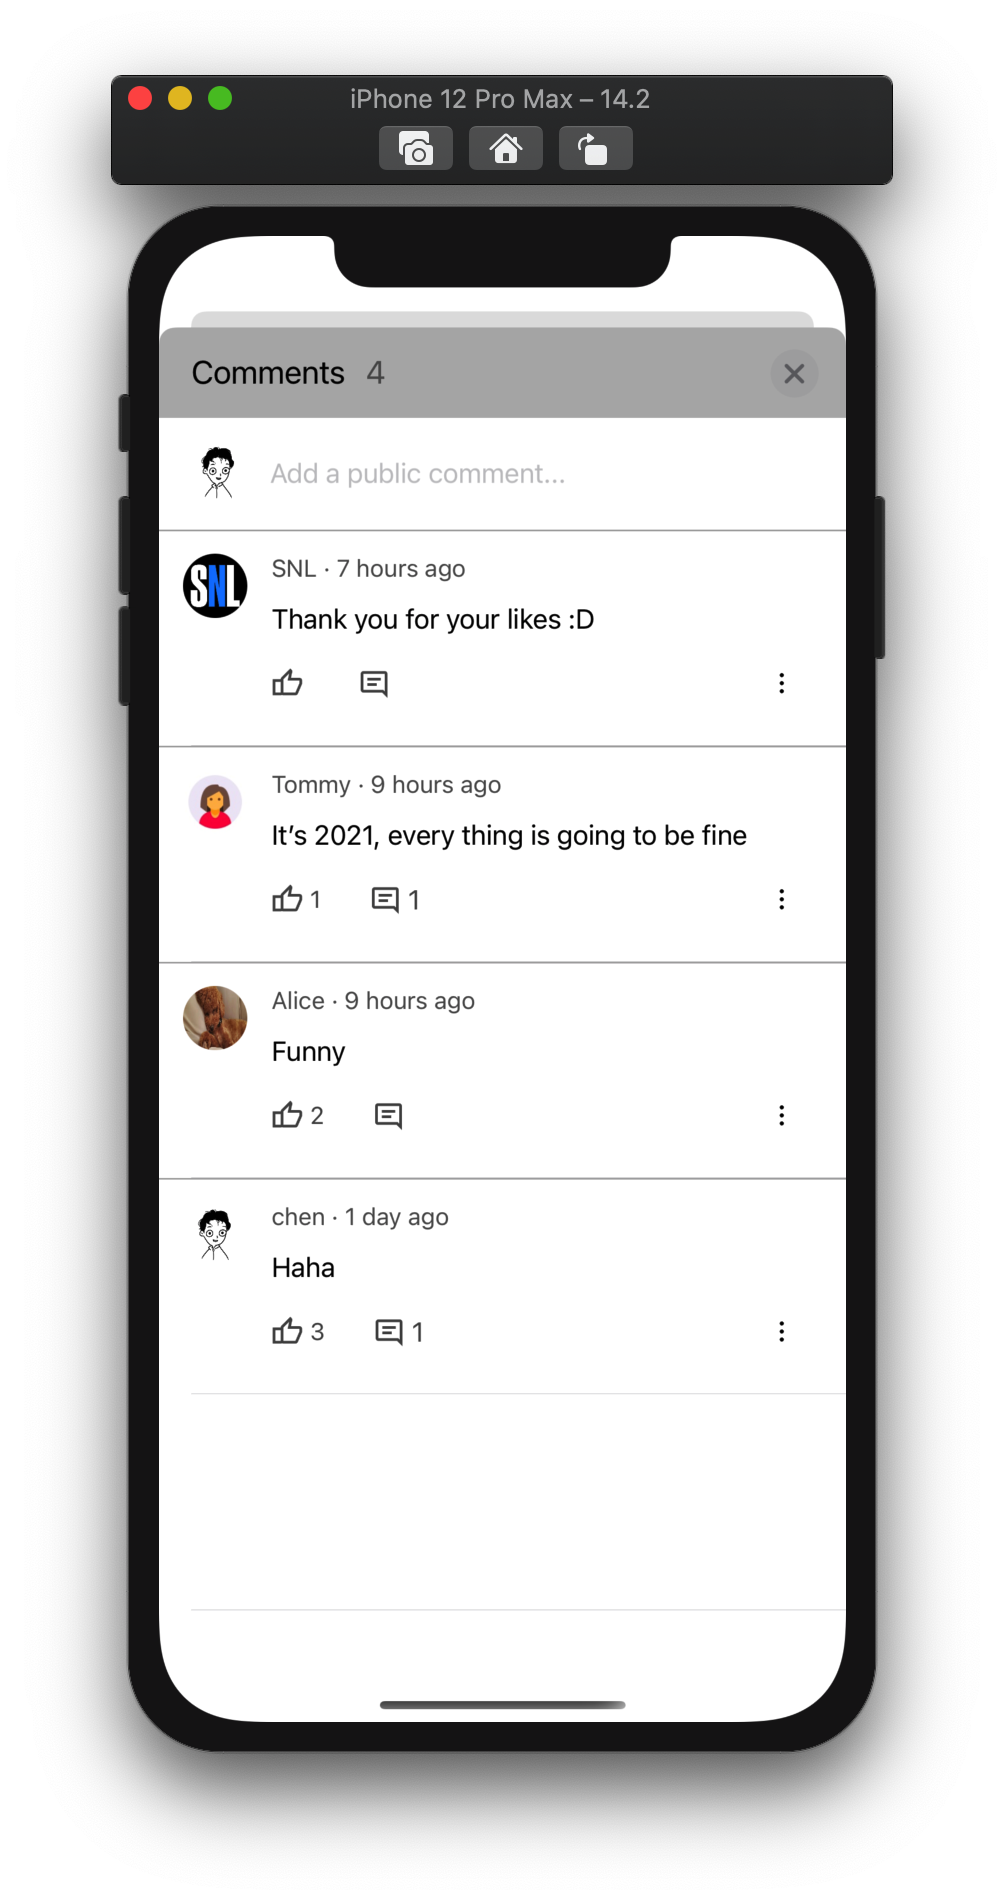 iPhone 12 Pro Max – 14.2
Comments 4
Add a public comment...
SNL
SNL · 7 hours ago
Thank you for your likes :D
Tommy · 9 hours ago
It’s 2021, every thing is going to be fine
1 1
Alice · 9 hours ago
Funny
2
chen · 1 day ago
Haha
3 1